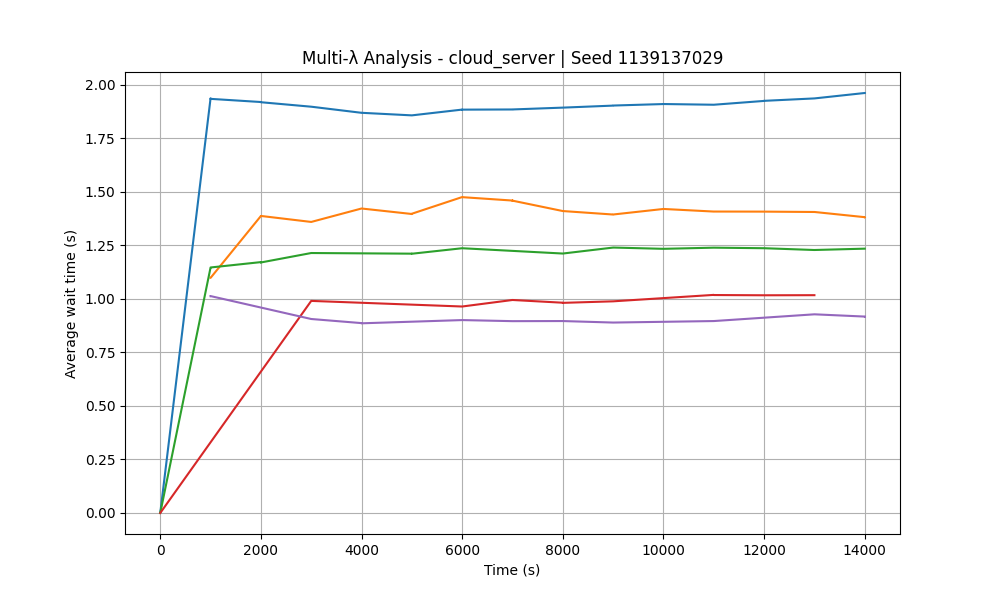 Multi-λ Analysis - cloud_server | Seed 1139137029
Average wait time (s)
2.00
1.75
1.50
1.25
1.00
0.75
0.50
0.25
0.00
0 2000 4000 6000 8000 10000 12000 14000
Time (s)